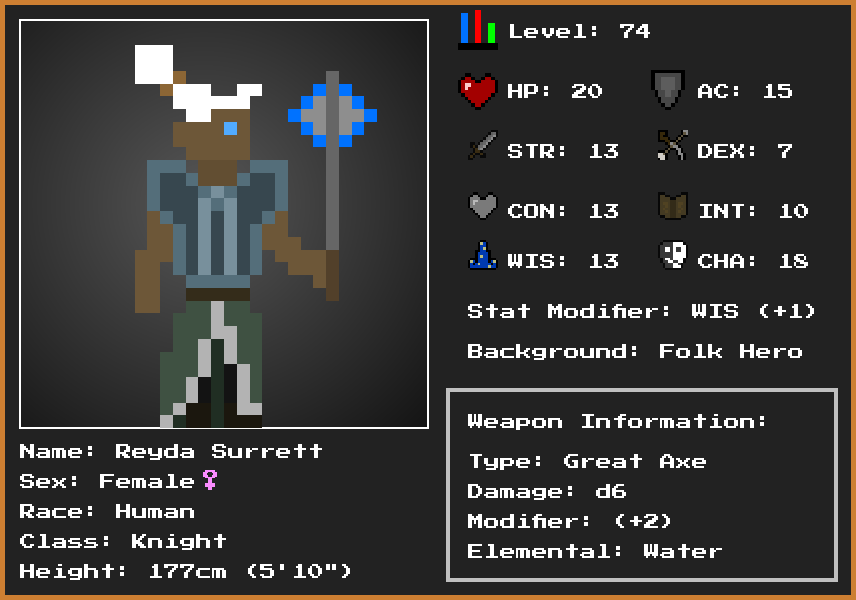 Level: 74
HP: 20
AC: 15
STR: 13
DEX: 7
CON: 13
INT: 10
WIS: 13
CHA: 18
Stat Modifier: WIS (+1)
Background: Folk Hero
Weapon Information:
Type: Great Axe
Damage: d6
Modifier: (+2)
Elemental: Water
Name: Reyda Surrett
Sex: Female♀
Race: Human
Class: Knight
Height: 177cm (5'10")